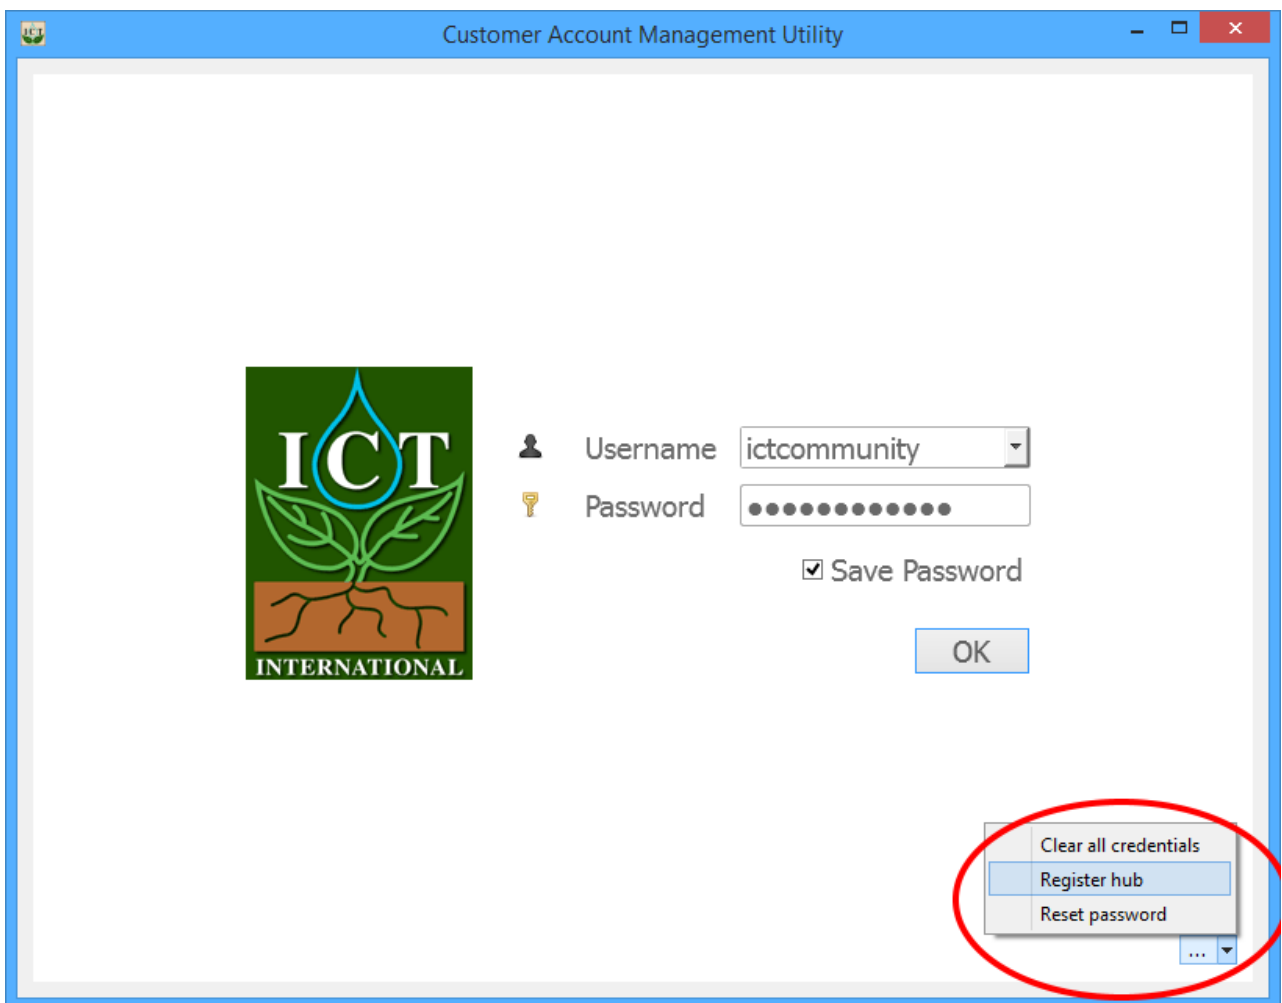 Customer Account Management Utility
ICT
INTERNATIONAL
Username ictcommunity
Password ●●●●●●●●●●●●
Save Password
OK
Clear all credentials
Register hub
Reset password
...